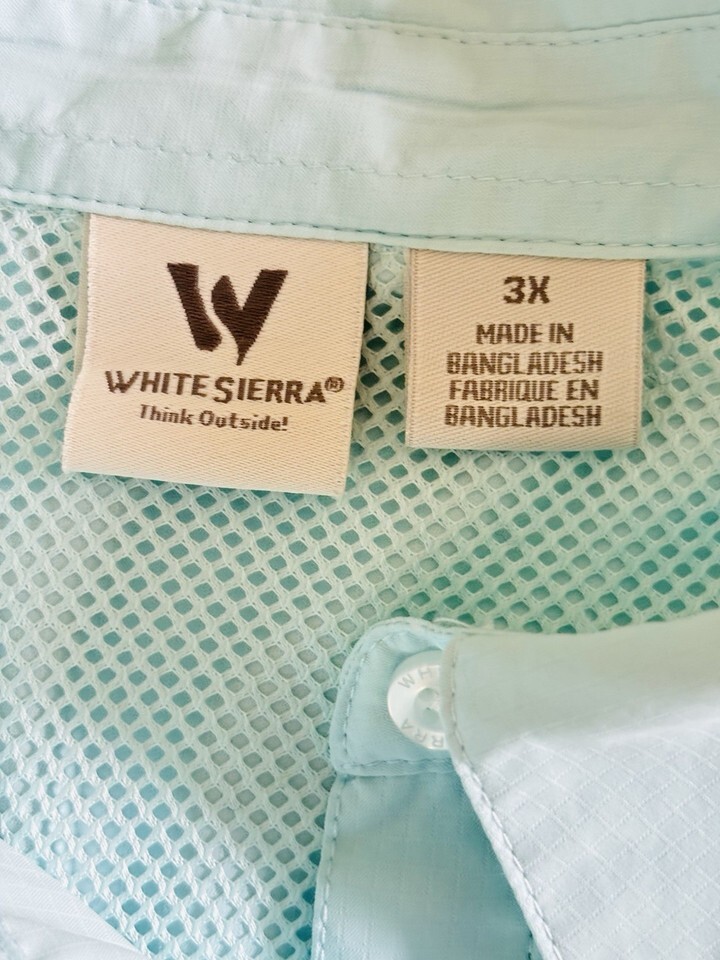 WHITE SIERRA®
Think Outside!
3X
MADE IN
BANGLADESH
FABRIQUE EN
BANGLADESH